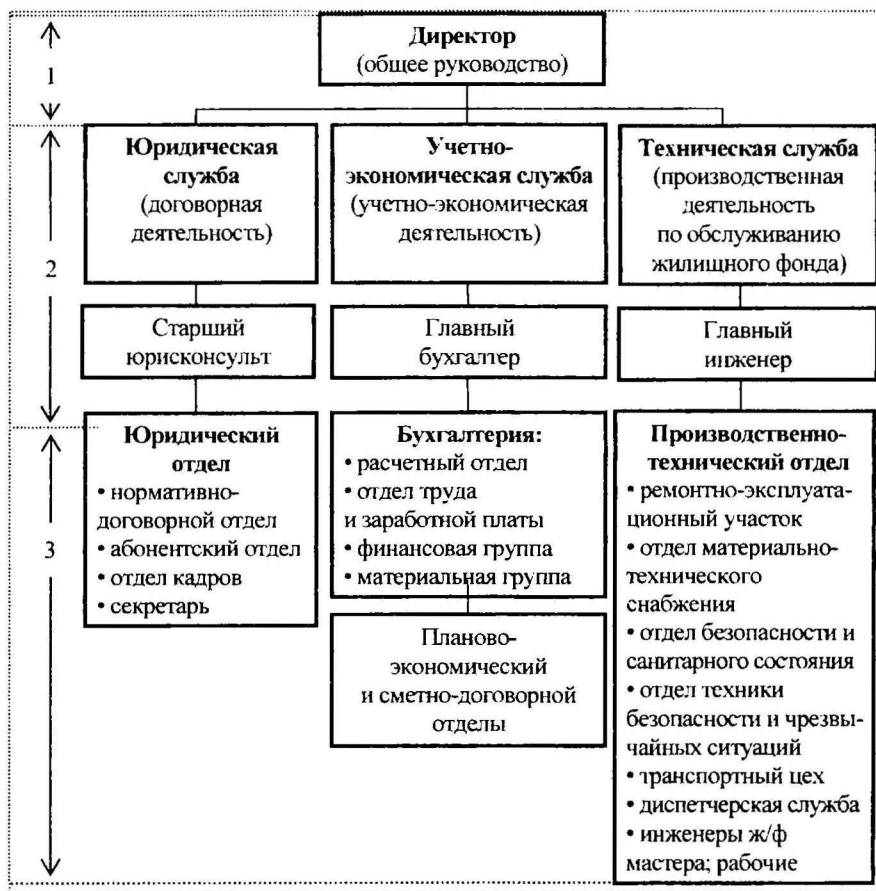 Директор
(общее руководство)
1
Юридическая
служба
(договорная
деятельность)
Учетно-
экономическая служба
(учетно-экономическая
деятельность)
Техническая служба
(производственная
деятельность
по обслуживанию
жилищного фонда)
2
Старший
юрисконсульт
Главный
бухгалтер
Главный
инженер
3
Юридический
отдел
• нормативно-
договорной отдел
• абонентский отдел
• отдел кадров
• секретарь
Бухгалтерия:
• расчетный отдел
• отдел труда
и заработной платы
• финансовая группа
• материальная группа
Планово-
экономический
и сметно-договорной
отделы
Производственно-
технический отдел
• ремонтно-эксплуата-
ционный участок
• отдел материально-
технического
снабжения
• отдел безопасности и
санитарного состояния
• отдел техники
безопасности и чрезвы-
чайных ситуаций
• транспортный цех
• диспетчерская служба
• инженеры ж/ф
мастера; рабочие